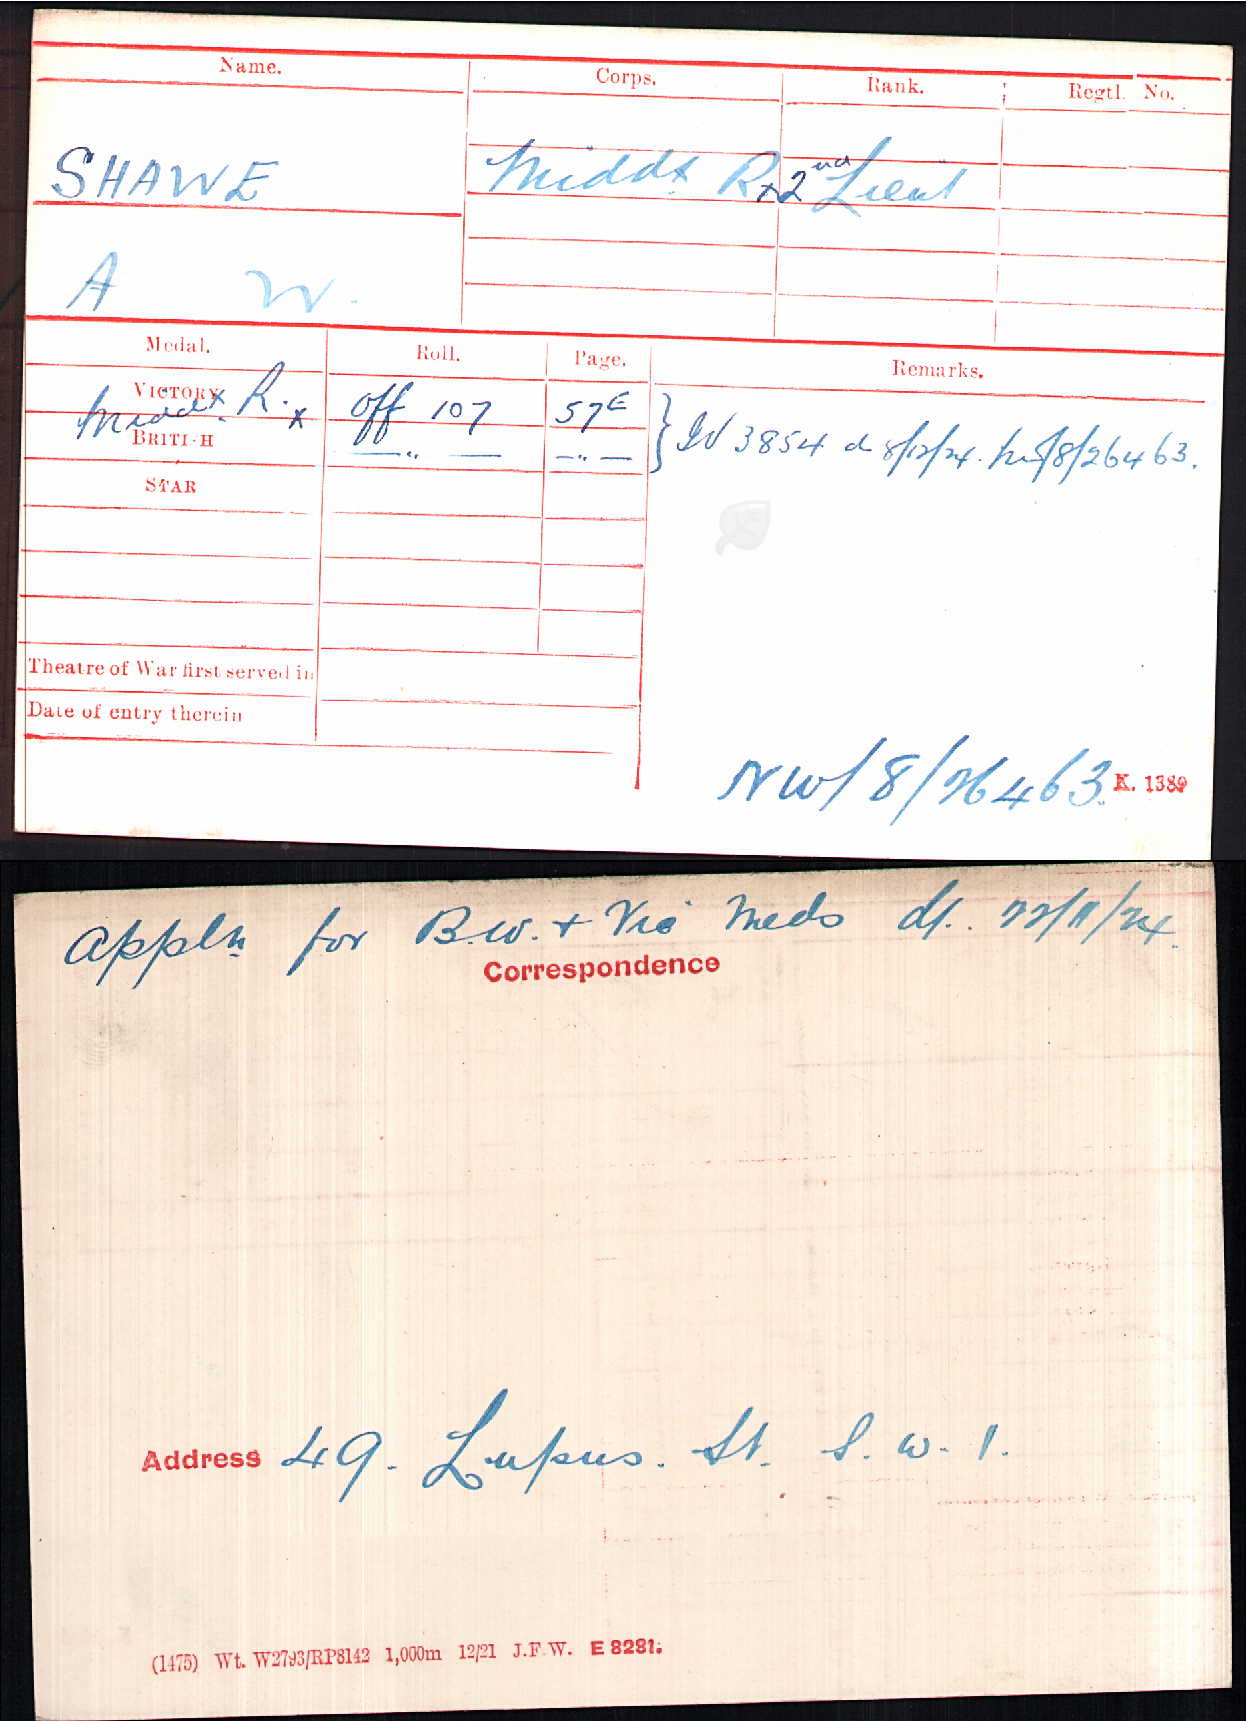 Name. Corps. Rank. Regtl. No.
SHAWE Middx R x 2nd Lieut
A W.
Medal. Roll. Page. Remarks.
VICTORY
Middx R. x Off 107 57E } IV 3854 d 8/12/24. NW/8/26463.
BRITISH —„— —„—
STAR
Theatre of War first served in
Date of entry therein
NW/8/26463. K. 1389
Appln for B.W. + Vic Meds dt. 22/11/24.
Correspondence
Address 49. Lupus. St. S.W.1.
(1475) Wt. W2793/RP8142 1,000m 12/21 J.F.W. E 8281.